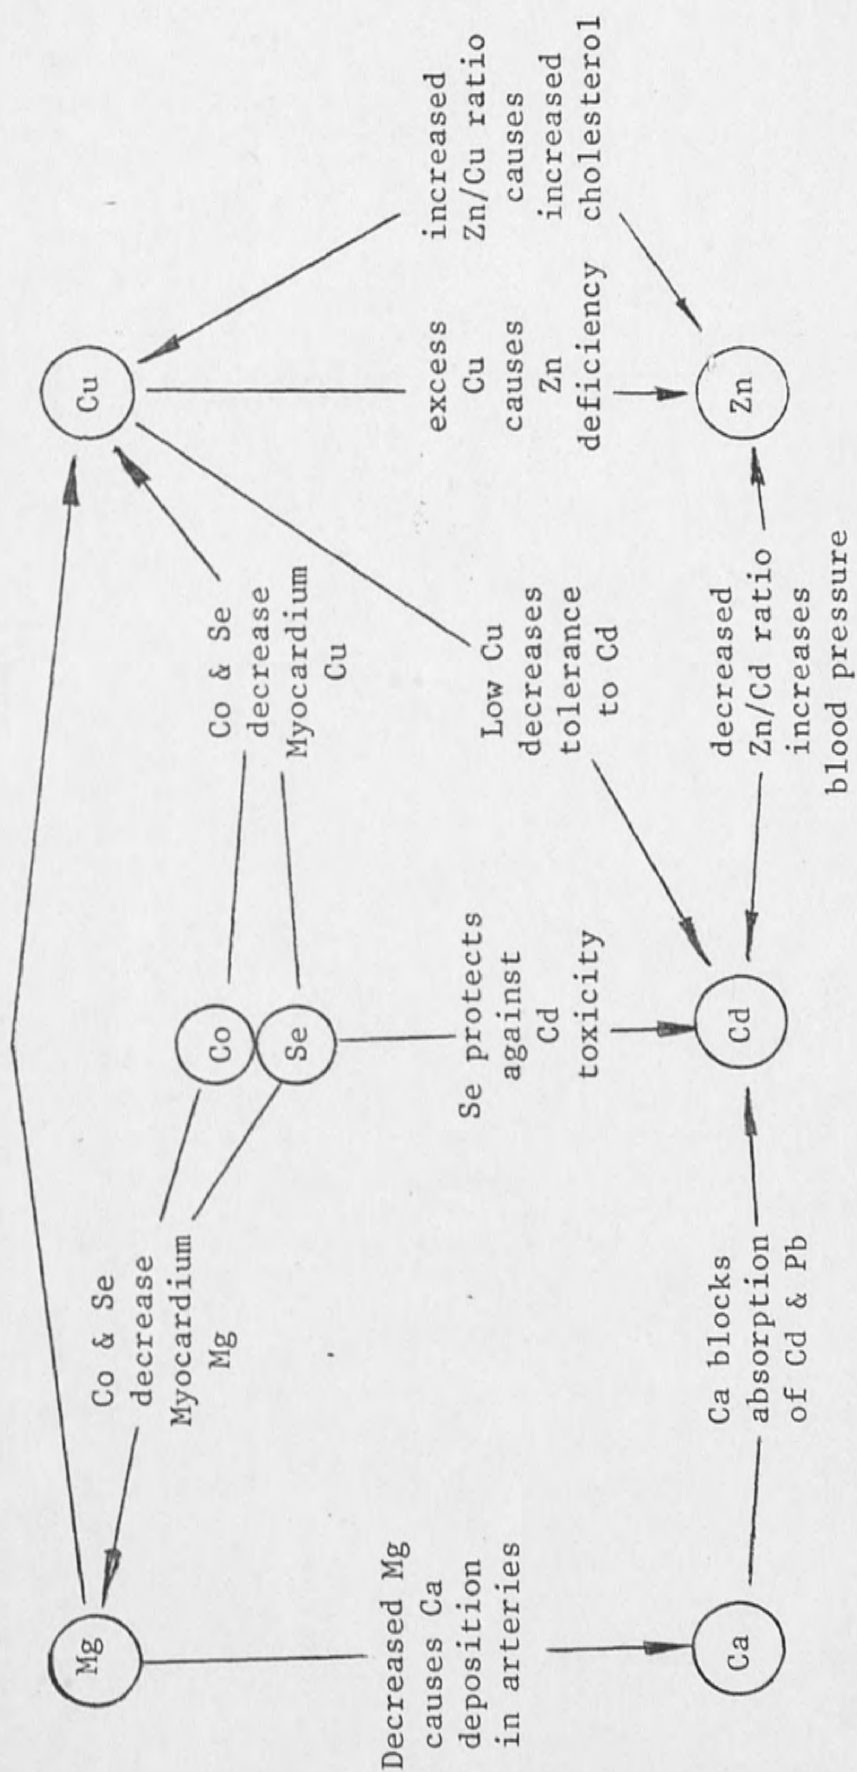 Mg
Co & Se
decrease
Myocardium
Mg
Co
Se
Co & Se
decrease
Myocardium
Cu
Cu
Decreased Mg
causes Ca
deposition
in arteries
Se protects
against
Cd
toxicity
Low Cu
decreases
tolerance
to Cd
excess
Cu
causes
Zn
deficiency
increased
Zn/Cu ratio
causes
increased
cholesterol
Ca
Ca blocks
absorption
of Cd & Pb
Cd
decreased
Zn/Cd ratio
increases
blood pressure
Zn